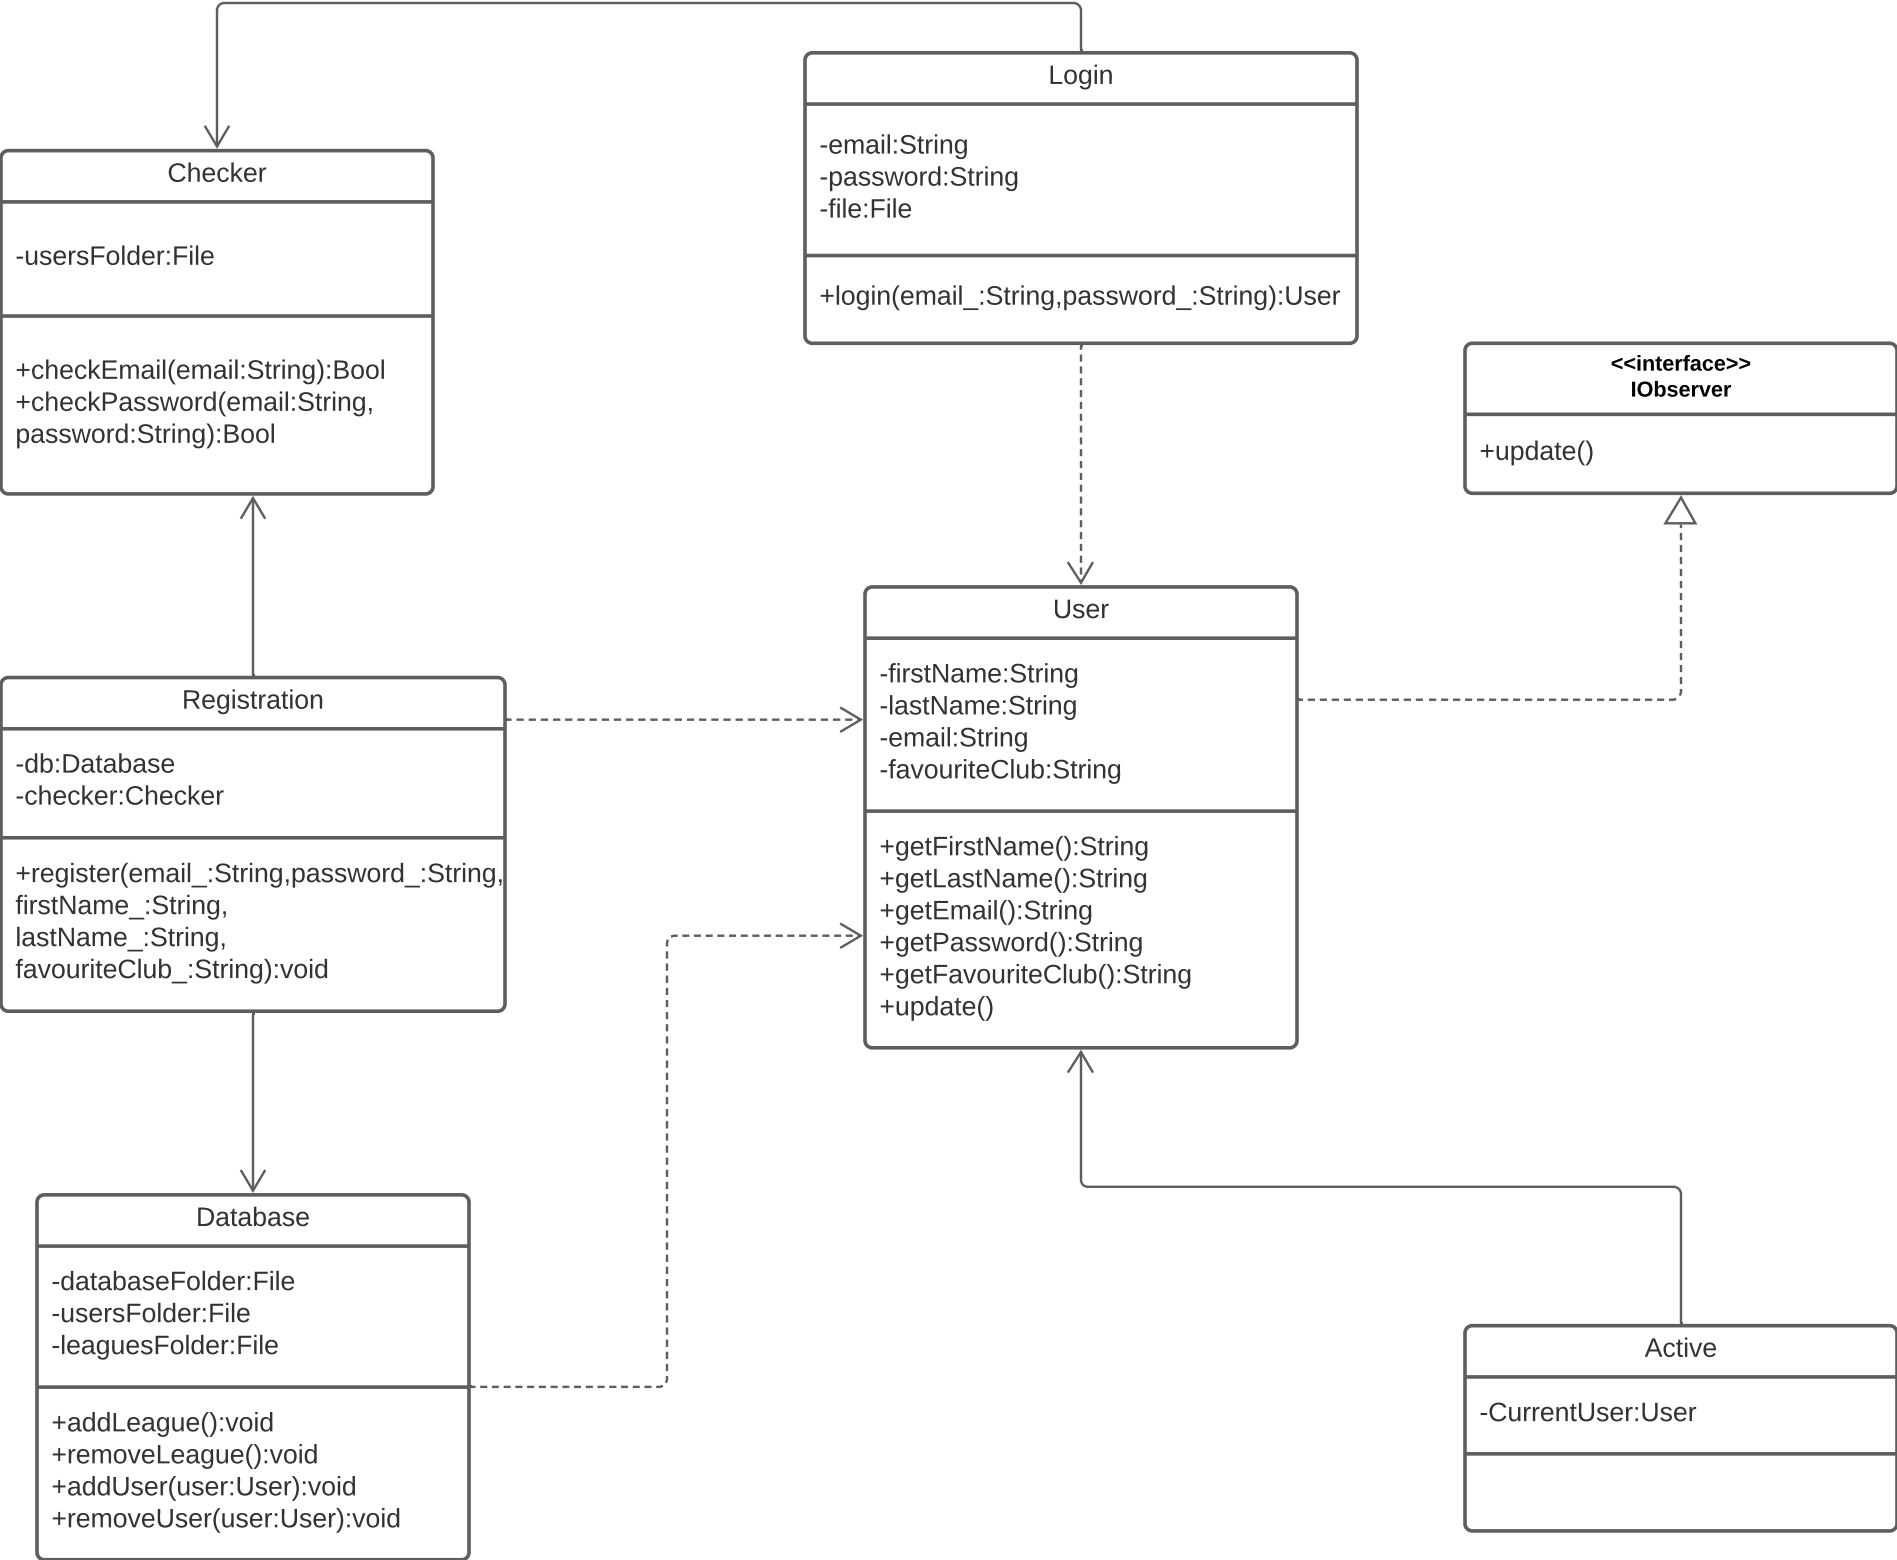 Login
-email:String
-password:String
-file:File
+login(email_:String,password_:String):User
Checker
-usersFolder:File
+checkEmail(email:String):Bool
+checkPassword(email:String,
password:String):Bool
<<interface>>
IObserver
+update()
User
-firstName:String
-lastName:String
-email:String
-favouriteClub:String
+getFirstName():String
+getLastName():String
+getEmail():String
+getPassword():String
+getFavouriteClub():String
+update()
Registration
-db:Database
-checker:Checker
+register(email_:String,password_:String,
firstName_:String,
lastName_:String,
favouriteClub_:String):void
Database
-databaseFolder:File
-usersFolder:File
-leaguesFolder:File
+addLeague():void
+removeLeague():void
+addUser(user:User):void
+removeUser(user:User):void
Active
-CurrentUser:User